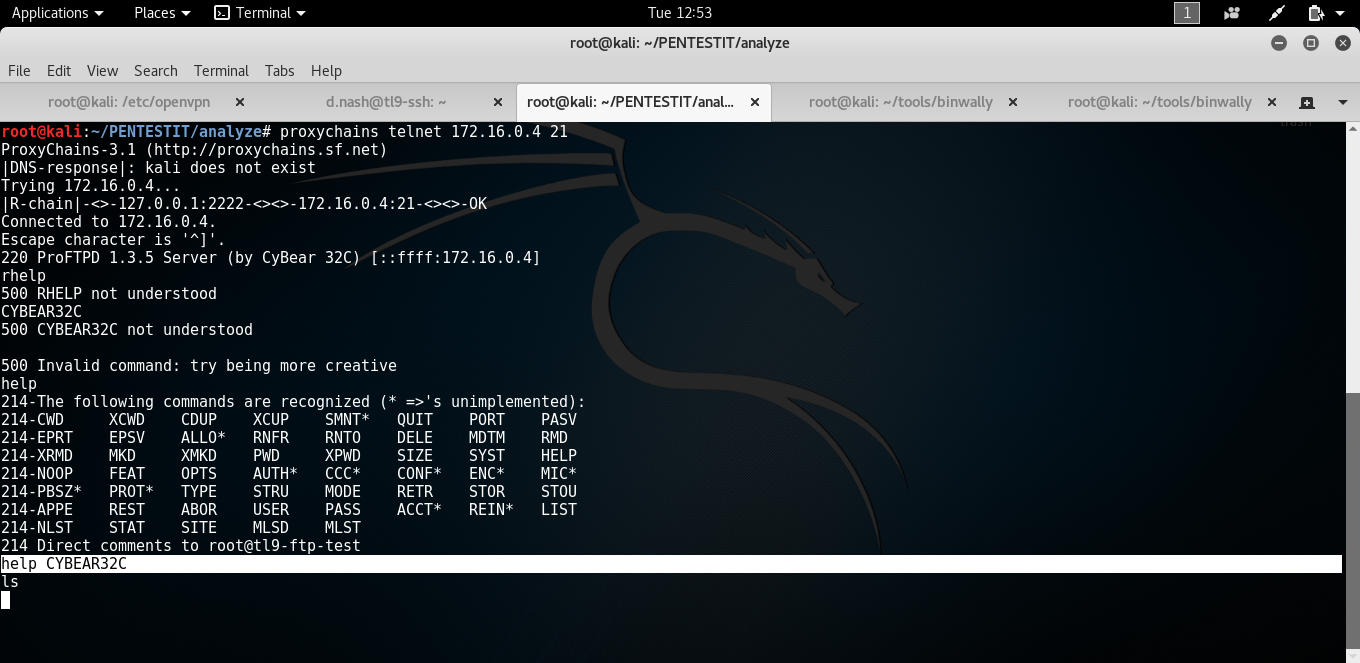 Applications Places Terminal Tue 12:53 1
root@kali: ~/PENTESTIT/analyze
File Edit View Search Terminal Tabs Help
root@kali: /etc/openvpn d.nash@tl9-ssh: ~ root@kali: ~/PENTESTIT/anal... root@kali: ~/tools/binwally root@kali: ~/tools/binwally
root@kali:~/PENTESTIT/analyze# proxychains telnet 172.16.0.4 21
ProxyChains-3.1 (http://proxychains.sf.net)
|DNS-response|: kali does not exist
Trying 172.16.0.4...
|R-chain|-<>-127.0.0.1:2222-<><>-172.16.0.4:21-<><>-OK
Connected to 172.16.0.4.
Escape character is '^]'.
220 ProFTPD 1.3.5 Server (by CyBear 32C) [::ffff:172.16.0.4]
rhelp
500 RHELP not understood
CYBEAR32C
500 CYBEAR32C not understood
500 Invalid command: try being more creative
help
214-The following commands are recognized (* =>'s unimplemented):
214-CWD XCWD CDUP XCUP SMNT* QUIT PORT PASV
214-EPRT EPSV ALLO* RNFR RNTO DELE MDTM RMD
214-XRMD MKD XMKD PWD XPWD SIZE SYST HELP
214-NOOP FEAT OPTS AUTH* CCC* CONF* ENC* MIC*
214-PBSZ* PROT* TYPE STRU MODE RETR STOR STOU
214-APPE REST ABOR USER PASS ACCT* REIN* LIST
214-NLST STAT SITE MLSD MLST
214 Direct comments to root@tl9-ftp-test
help CYBEAR32C
ls